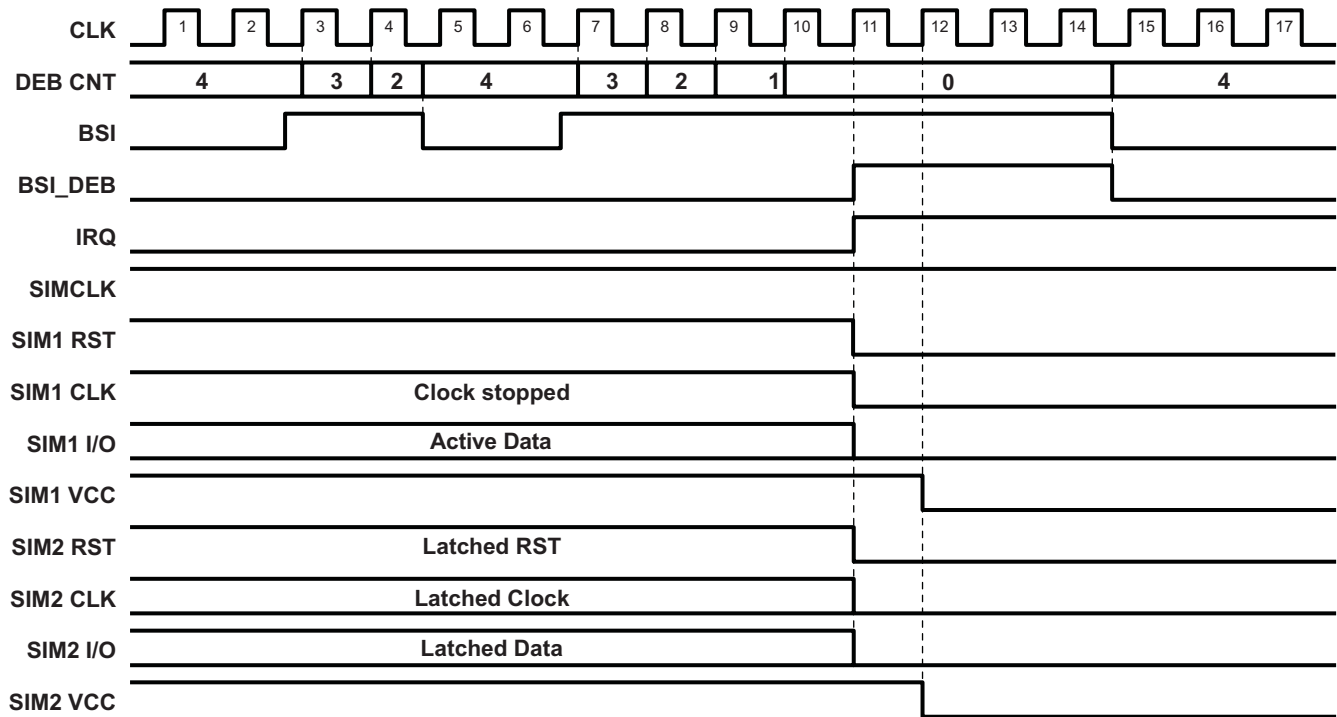 CLK 1 2 3 4 5 6 7 8 9 10 11 12 13 14 15 16 17
DEB CNT 4 3 2 4 3 2 1 0 4
BSI
BSI_DEB
IRQ
SIMCLK
SIM1 RST
SIM1 CLK Clock stopped
SIM1 I/O Active Data
SIM1 VCC
SIM2 RST Latched RST
SIM2 CLK Latched Clock
SIM2 I/O Latched Data
SIM2 VCC